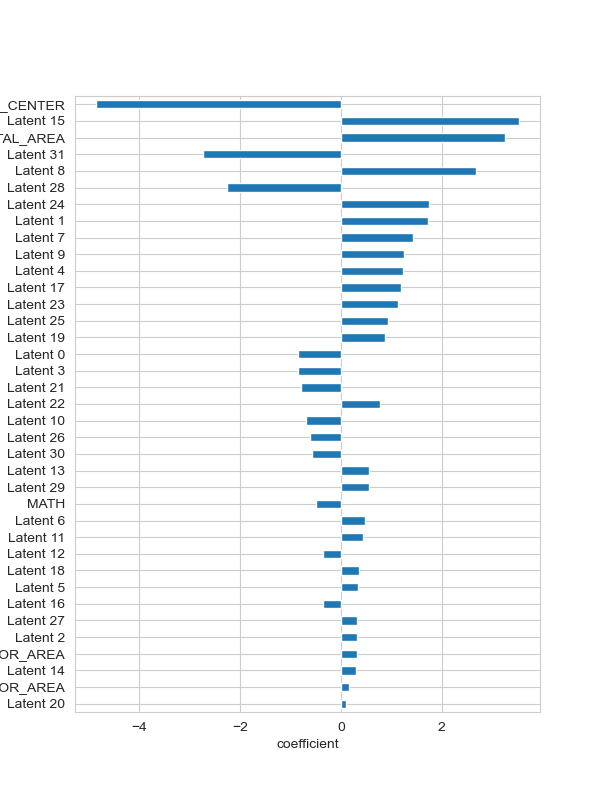 _CENTER
Latent 15
TAL_AREA
Latent 31
Latent 8
Latent 28
Latent 24
Latent 1
Latent 7
Latent 9
Latent 4
Latent 17
Latent 23
Latent 25
Latent 19
Latent 0
Latent 3
Latent 21
Latent 22
Latent 10
Latent 26
Latent 30
Latent 13
Latent 29
MATH
Latent 6
Latent 11
Latent 12
Latent 18
Latent 5
Latent 16
Latent 27
Latent 2
OR_AREA
Latent 14
OR_AREA
Latent 20
−4 −2 0 2
coefficient